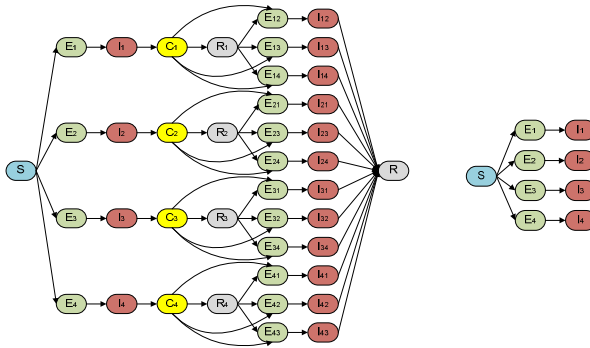 E12 I12
E1 I1 C1 R1 E13 I13
E14 I14
E21 I21
E2 I2 C2 R2 E23 I23 E1 I1
E24 I24 E2 I2
S R S
E31 I31 E3 I3
E3 I3 C3 R3 E32 I32 E4 I4
E34 I34
E41 I41
E4 I4 C4 R4 E42 I42
E43 I43